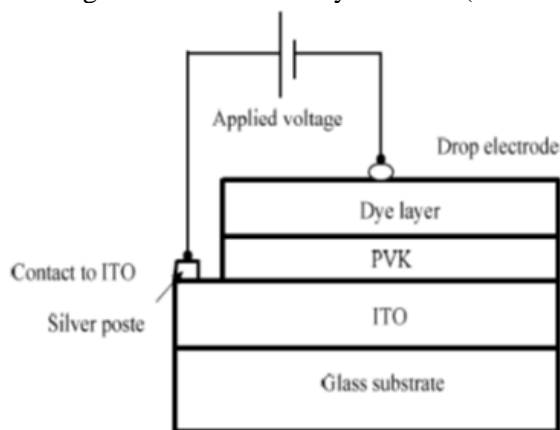 Applied voltage
Drop electrode
Dye layer
PVK
Contact to ITO
Silver poste
ITO
Glass substrate